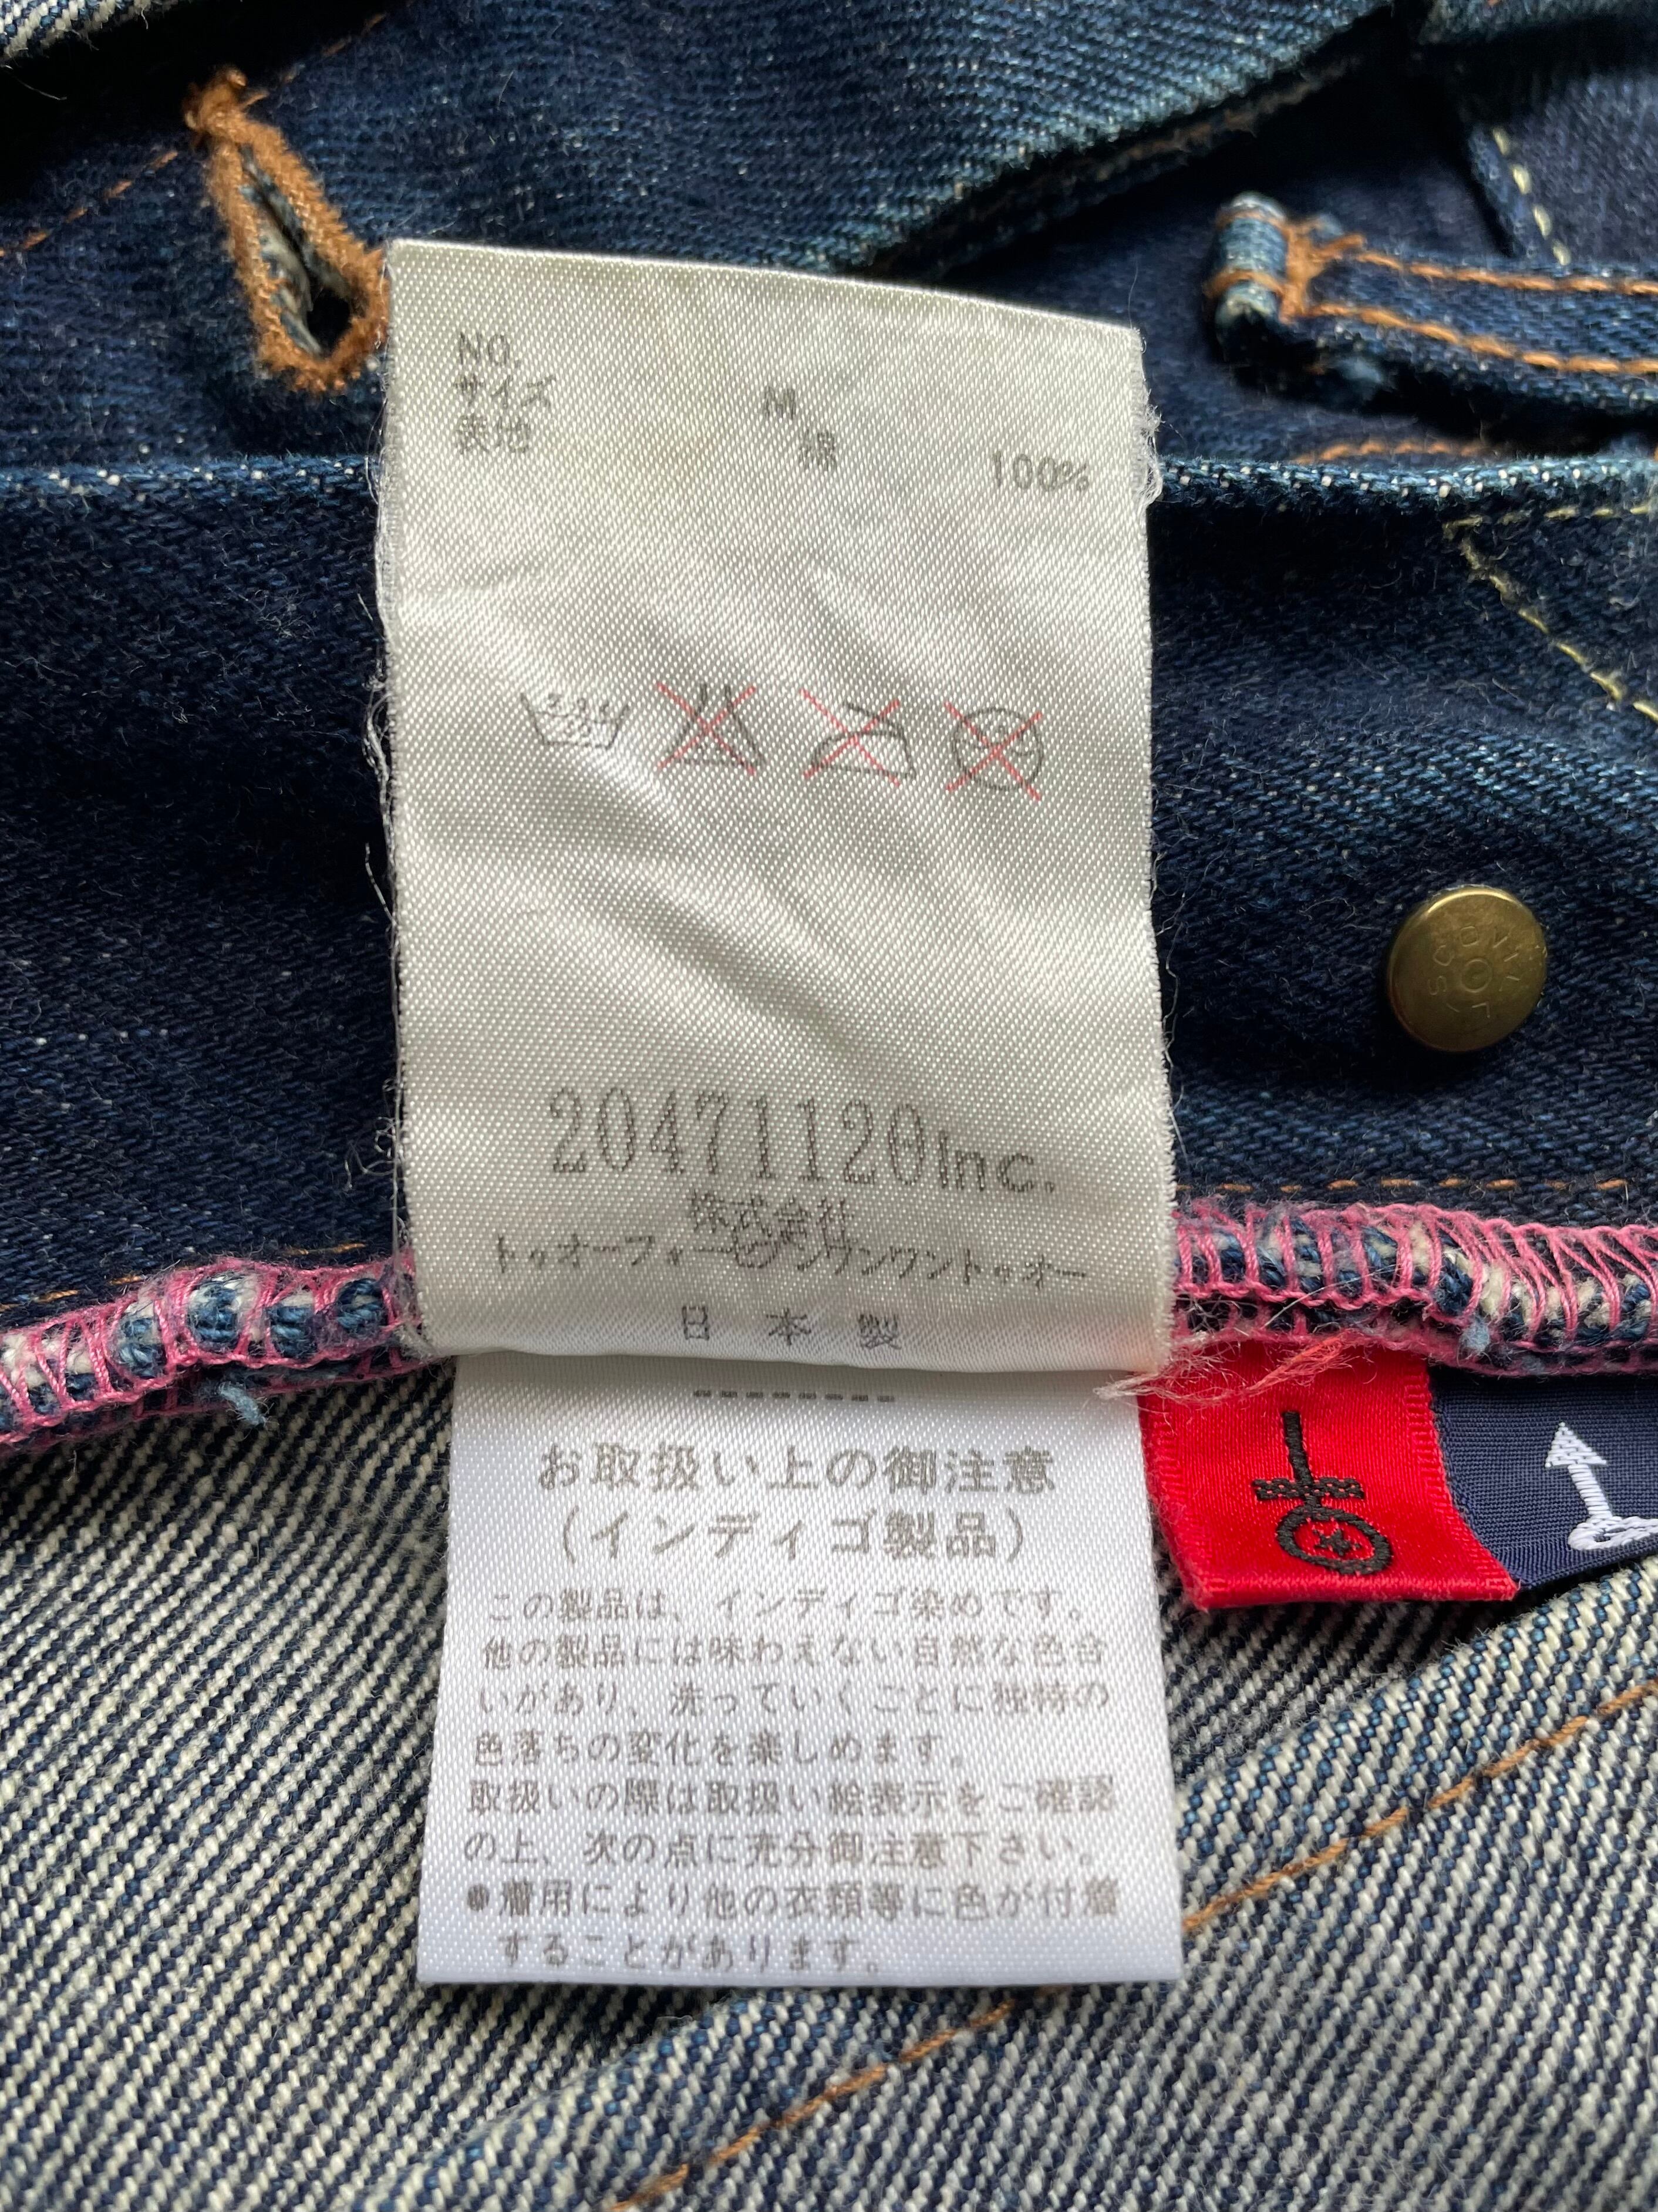 NO.
サイズ M
表地 綿 100%
20471120Inc.
株式会社
トゥオーフォーセブンワンワントゥオー
日本製
お取扱い上の御注意
(インディゴ製品)
この製品は、インディゴ染めです。
他の製品には味わえない自然な色合
いがあり、洗っていくごとに独特の
色落ちの変化を楽しめます。
取扱いの際は取扱い絵表示をご確認
の上、次の点に充分御注意下さい。
●着用により他の衣類等に色が付着
することがあります。
SCOVILL